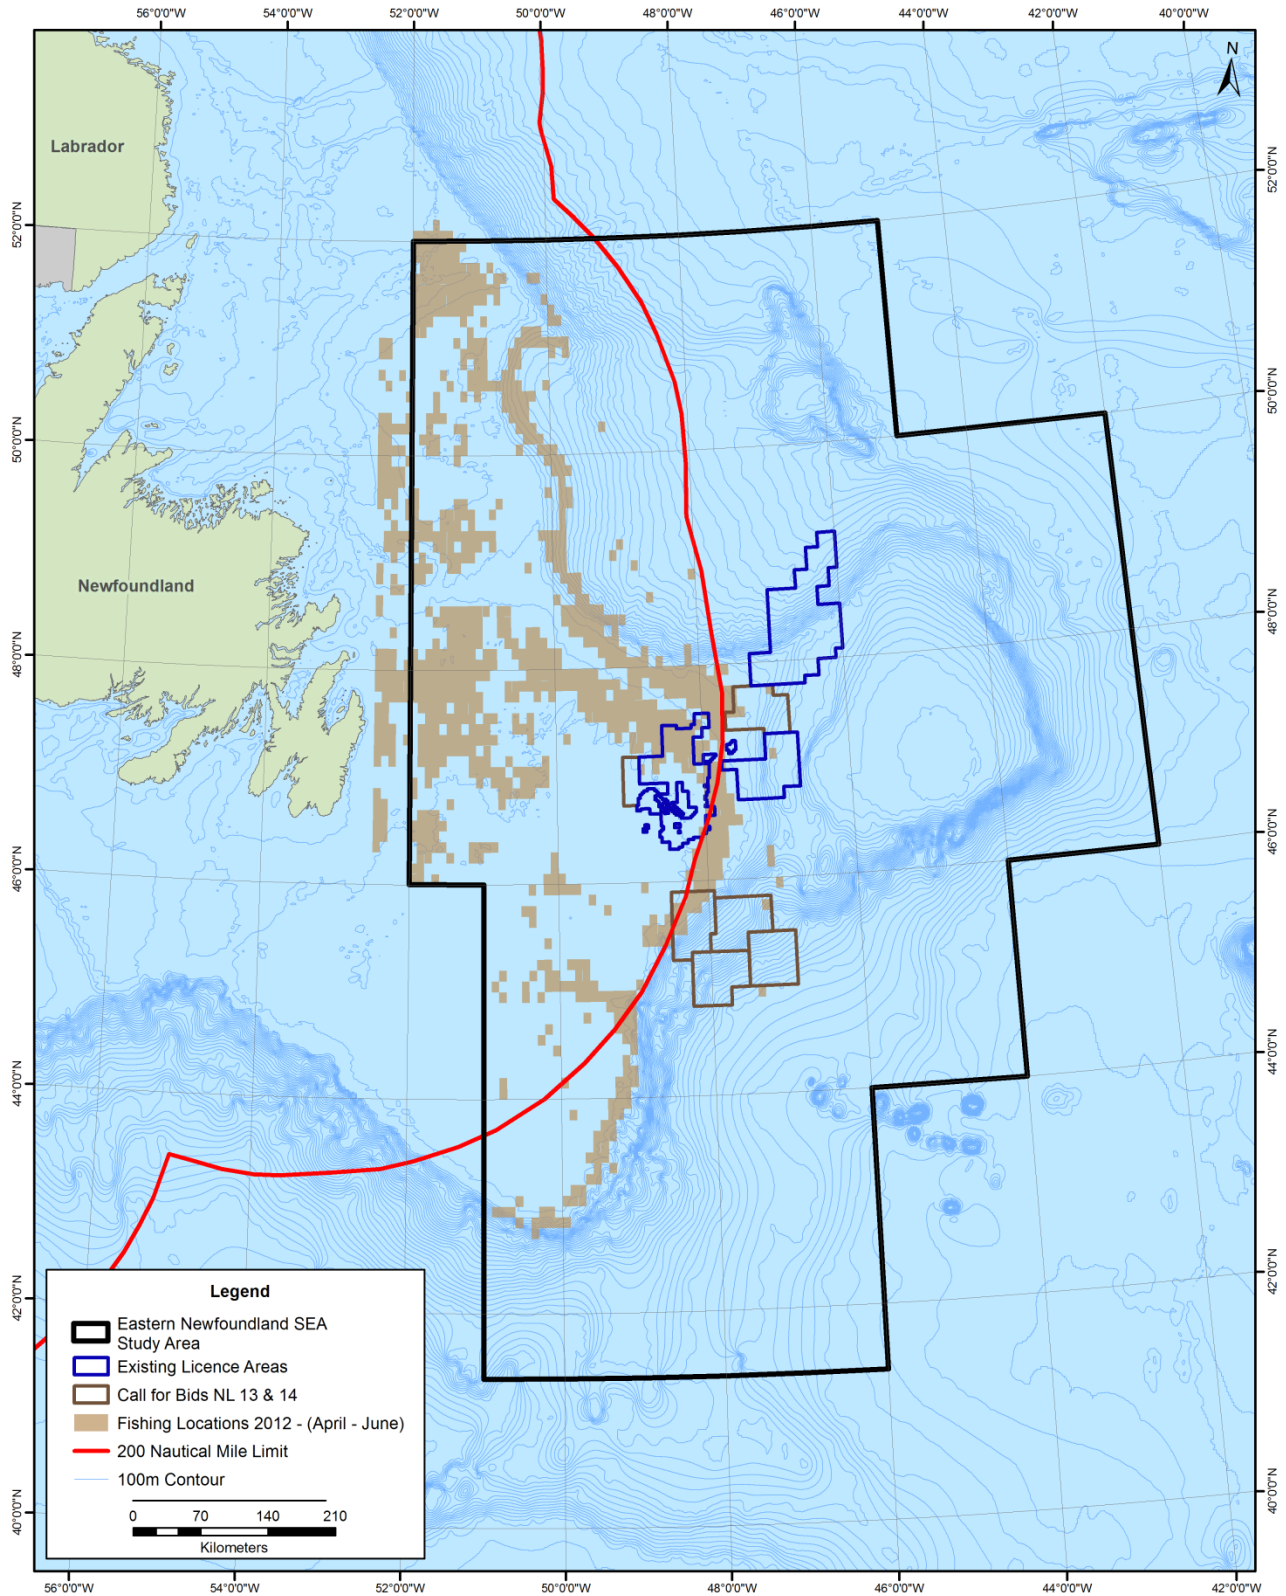 56°0'0"W 54°0'0"W 52°0'0"W 50°0'0"W 48°0'0"W 46°0'0"W 44°0'0"W 42°0'0"W 40°0'0"W
N
Labrador
Newfoundland
52°0'0"N
50°0'0"N
48°0'0"N
46°0'0"N
44°0'0"N
42°0'0"N
40°0'0"N
52°0'0"N
50°0'0"N
48°0'0"N
46°0'0"N
44°0'0"N
42°0'0"N
40°0'0"N
Legend
Eastern Newfoundland SEA
Study Area
Existing Licence Areas
Call for Bids NL 13 & 14
Fishing Locations 2012 - (April - June)
200 Nautical Mile Limit
100m Contour
0 70 140 210
Kilometers
56°0'0"W 54°0'0"W 52°0'0"W 50°0'0"W 48°0'0"W 46°0'0"W 44°0'0"W 42°0'0"W